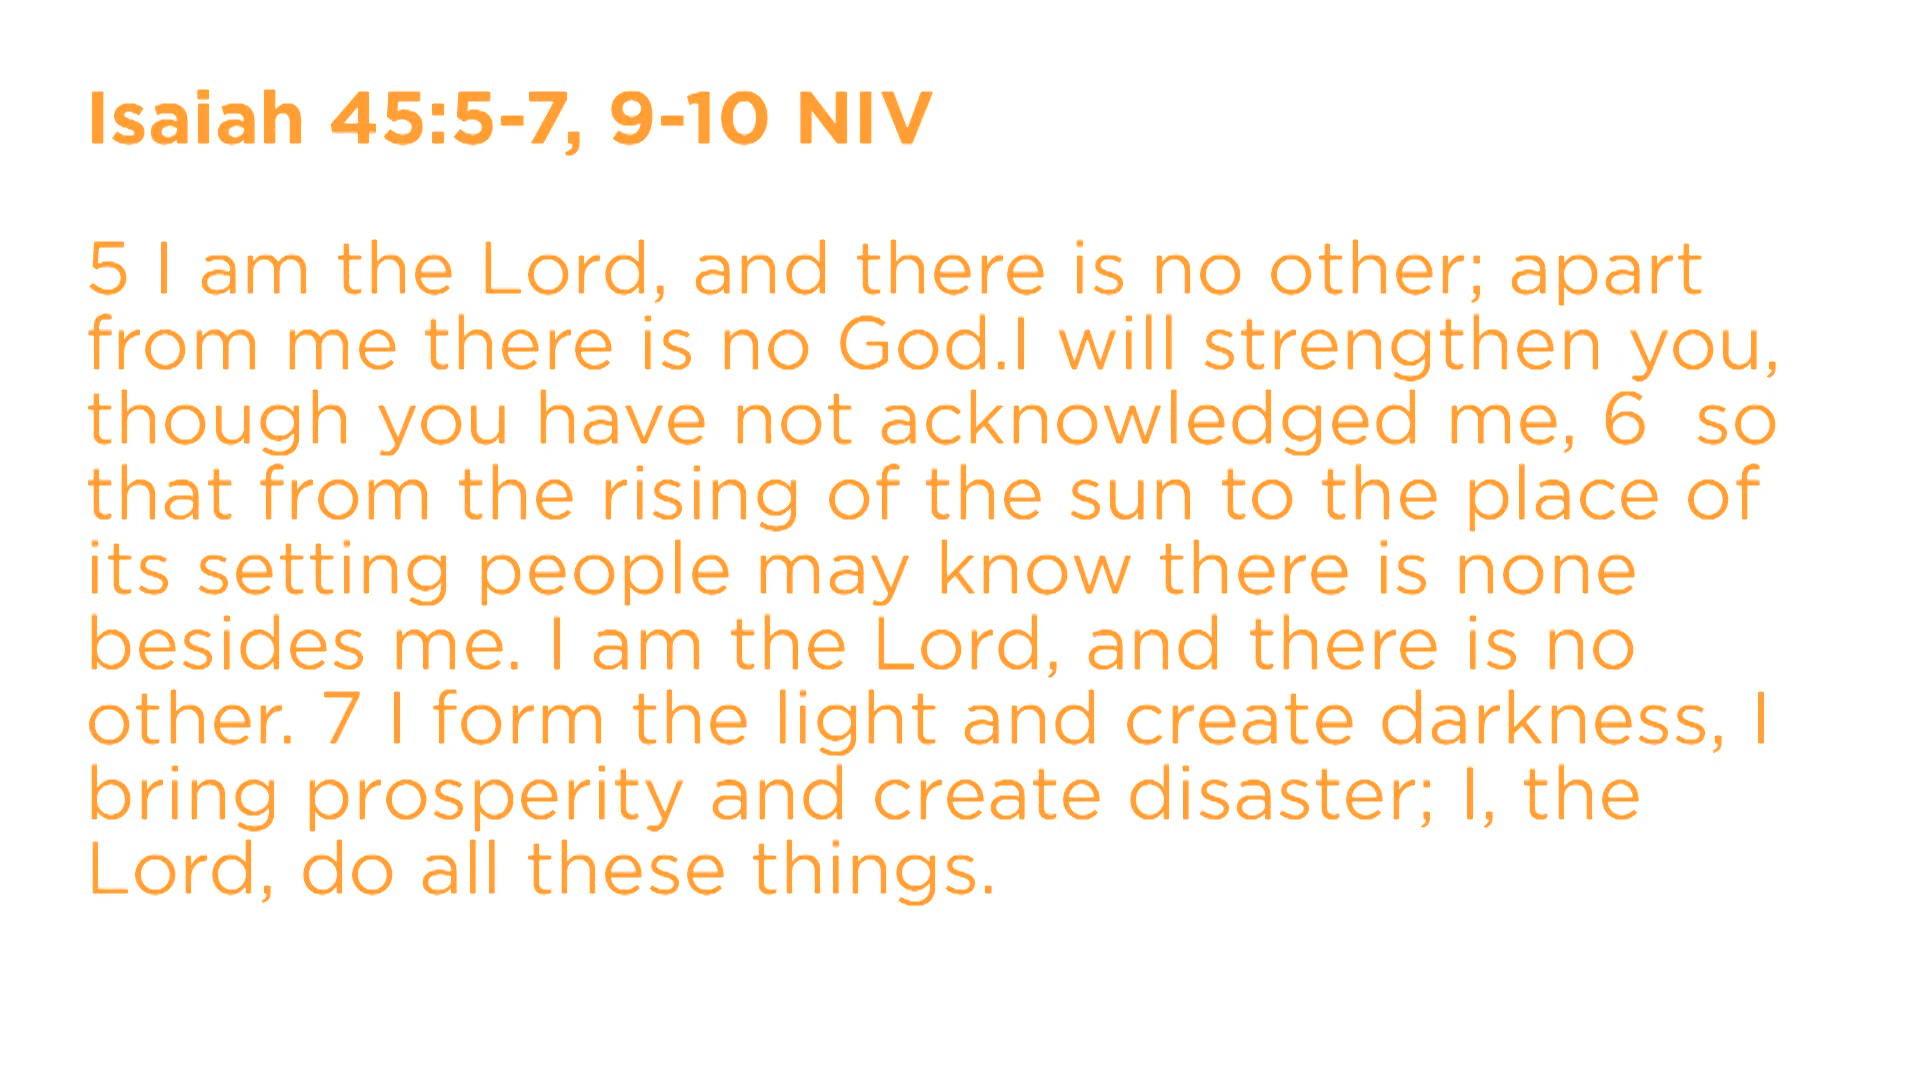 Isaiah 45:5-7, 9-10 NIV
5 I am the Lord, and there is no other; apart
from me there is no God.I will strengthen you,
though you have not acknowledged me, 6  so
that from the rising of the sun to the place of
its setting people may know there is none
besides me. I am the Lord, and there is no
other. 7 I form the light and create darkness, I
bring prosperity and create disaster; I, the
Lord, do all these things.